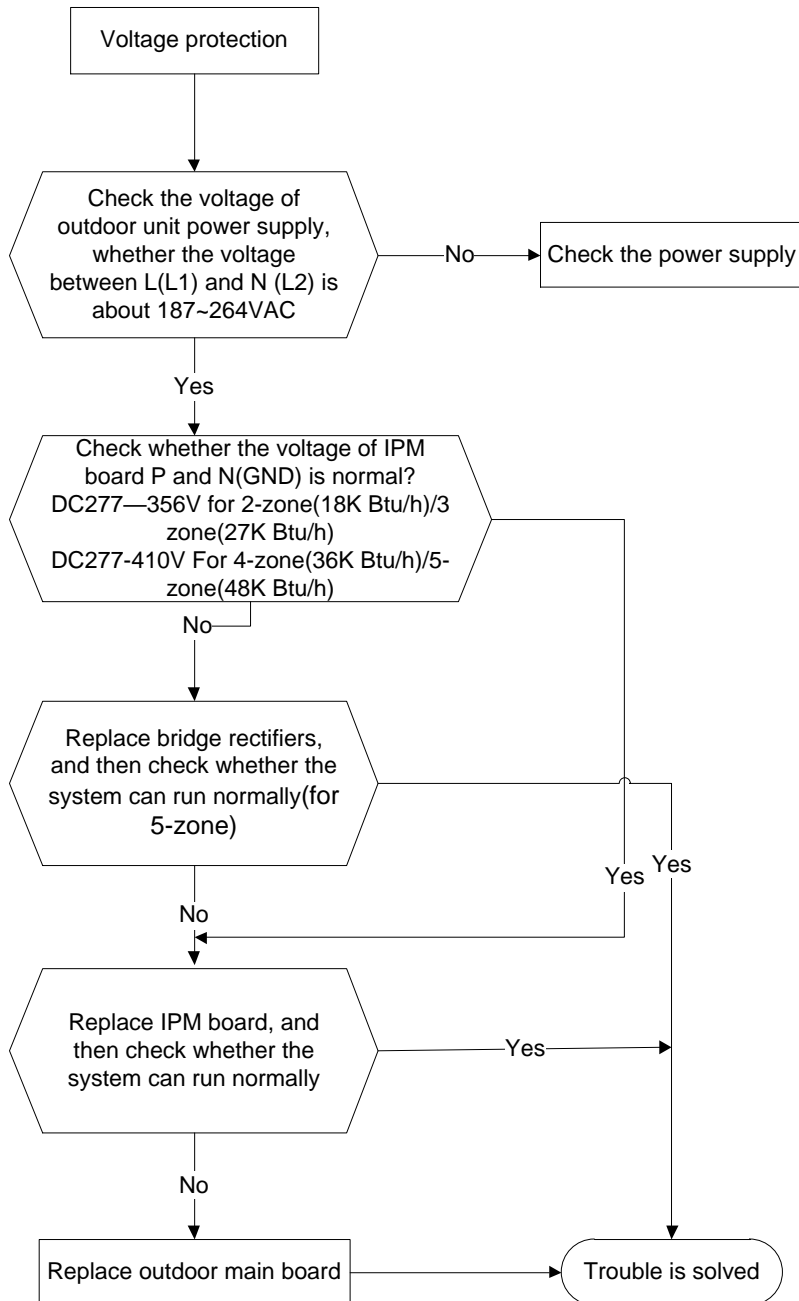 Voltage protection
Check the voltage of
outdoor unit power supply,
whether the voltage
between L(L1) and N (L2) is
about 187~264VAC
No
Check the power supply
Yes
Check whether the voltage of IPM
board P and N(GND) is normal?
DC277—356V for 2-zone(18K Btu/h)/3
zone(27K Btu/h)
DC277-410V For 4-zone(36K Btu/h)/5-
zone(48K Btu/h)
No
Replace bridge rectifiers,
and then check whether the
system can run normally(for
5-zone)
Yes
Yes
No
Replace IPM board, and
then check whether the
system can run normally
Yes
No
Replace outdoor main board
Trouble is solved